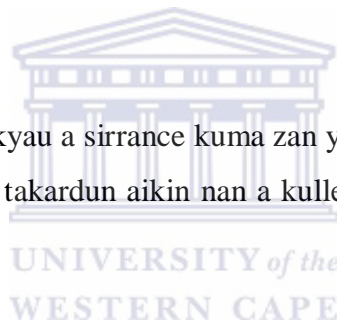 kyau a sirrance kuma zan y
takardun aikin nan a kulle
UNIVERSITY of the
WESTERN CAPE